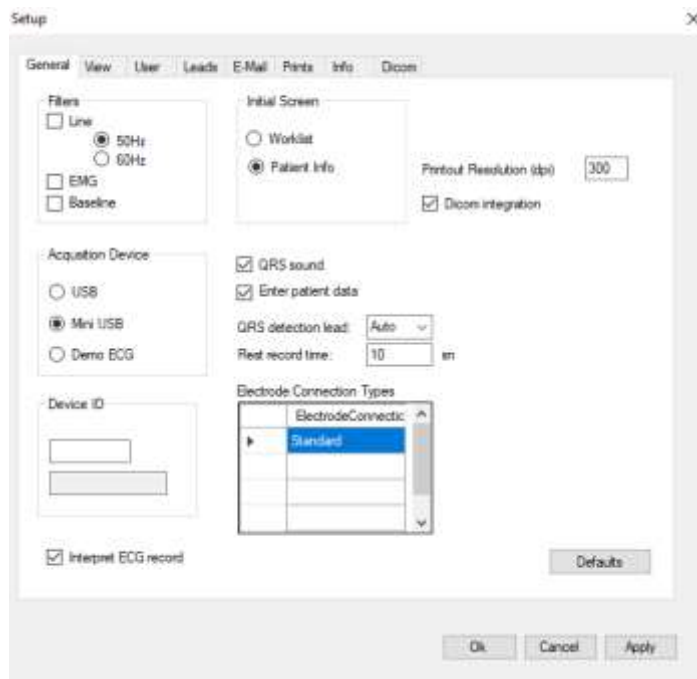 Setup
General View User Leads E-Mail Prints Info Dicom
Filters
Line
50Hz
60Hz
EMG
Baseline
Initial Screen
Worklist
Patient Info
Printout Resolution (dpi) 300
Dicom integration
Acqusition Device
USB
Mini USB
Demo ECG
QRS sound
Enter patient data
QRS detection lead: Auto
Rest record time: 10 sn
Device ID
Electrode Connection Types
ElectrodeConnectic
Standard
Interpret ECG record
Defaults
Ok Cancel Apply